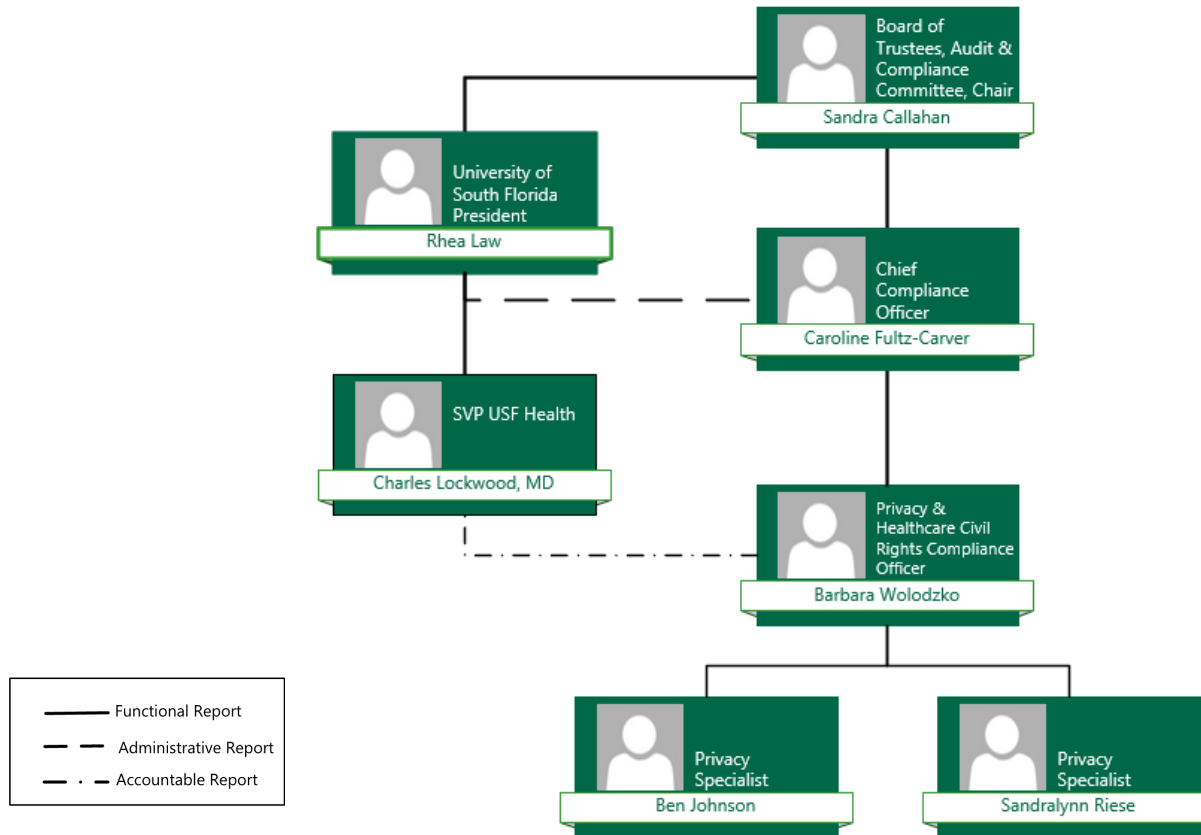 Board of
Trustees, Audit &
Compliance
Committee, Chair
Sandra Callahan
University of
South Florida
President
Rhea Law
Chief
Compliance
Officer
Caroline Fultz-Carver
SVP USF Health
Charles Lockwood, MD
Privacy &
Healthcare Civil
Rights Compliance
Officer
Barbara Wolodzko
Functional Report
Administrative Report
Accountable Report
Privacy
Specialist
Ben Johnson
Privacy
Specialist
Sandralynn Riese